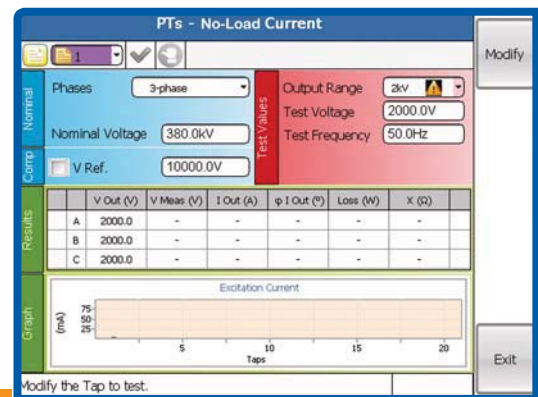 PTs - No-Load Current
1
Modify
Nominal
Phases
3-phase
Nominal Voltage
380.0kV
Comp
V Ref.
10000.0V
Test Values
Output Range
2kV
Test Voltage
2000.0V
Test Frequency
50.0Hz
Results
V Out (V) V Meas (V) I Out (A) φ I Out (º) Loss (W) X (Ω)
A 2000.0 - - - - -
B 2000.0 - - - - -
C 2000.0 - - - - -
Graph
Excitation Current
(mA)
75
50
25
5 10 15 20
Taps
Exit
Modify the Tap to test.